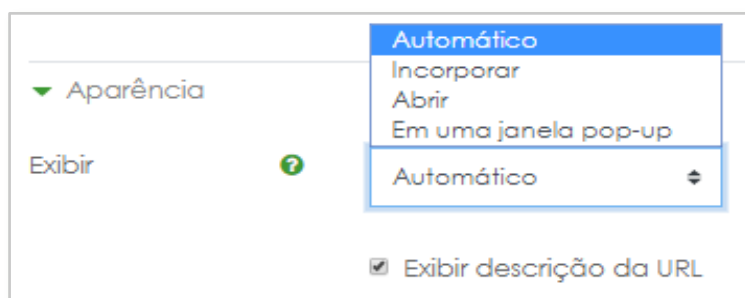 Automático
Incorporar
Abrir
Em uma janela pop-up
Aparência
Exibir
Automático
Exibir descrição da URL